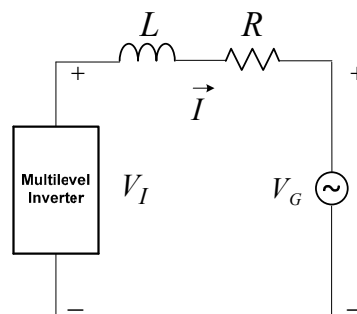 L R
+ +
I
Multilevel
Inverter
V_I
V_G
− −